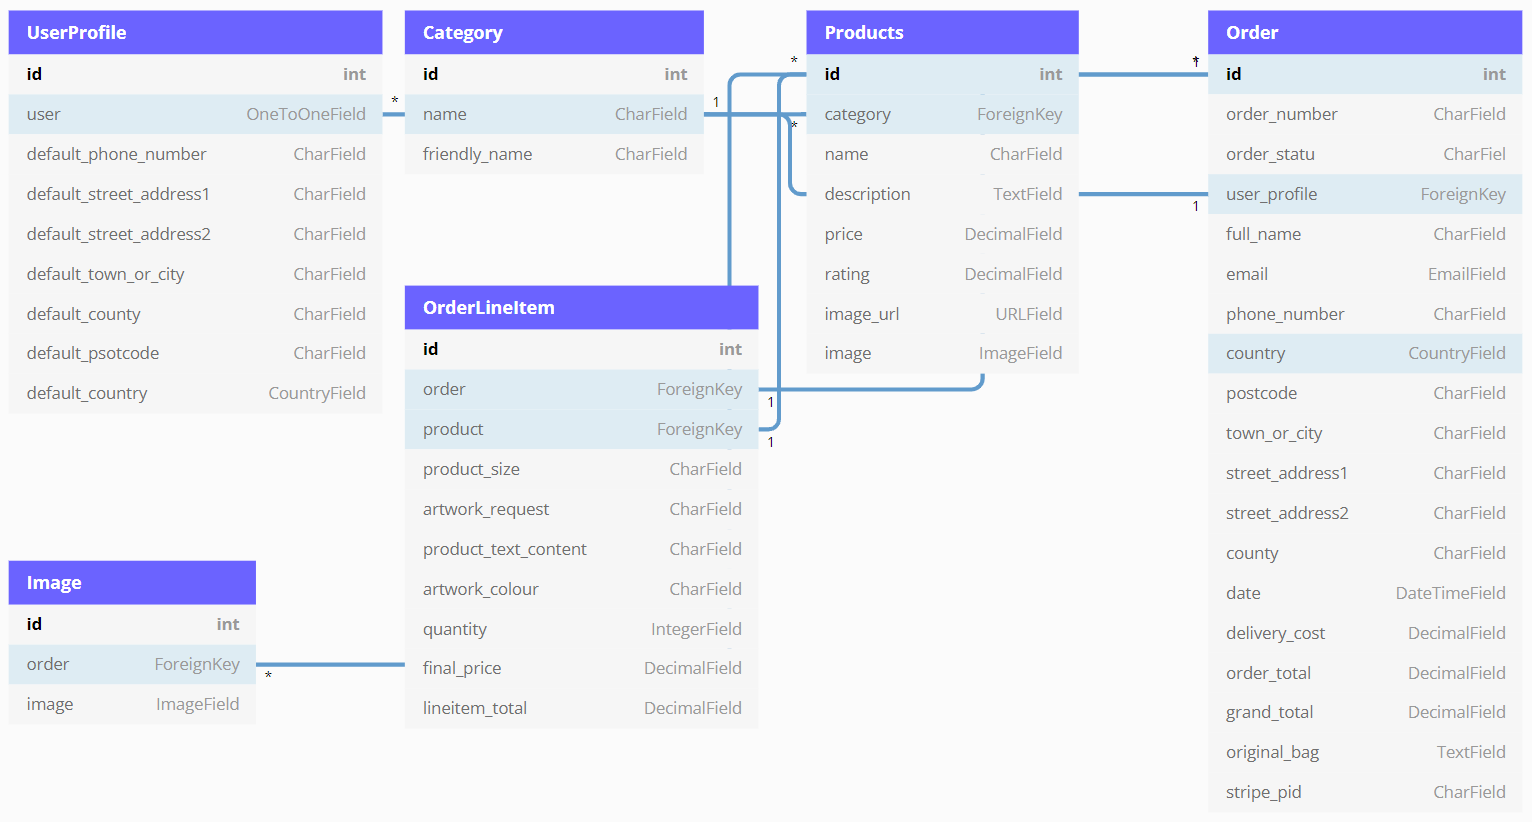 UserProfile
id int
user OneToOneField
default_phone_number CharField
default_street_address1 CharField
default_street_address2 CharField
default_town_or_city CharField
default_county CharField
default_psotcode CharField
default_country CountryField
*
Category
id int
name CharField
friendly_name CharField
1
*
*
Products
id int
category ForeignKey
name CharField
description TextField
price DecimalField
rating DecimalField
image_url URLField
image ImageField
*
1
1
Order
id int
order_number CharField
order_statu CharFiel
user_profile ForeignKey
full_name CharField
email EmailField
phone_number CharField
country CountryField
postcode CharField
town_or_city CharField
street_address1 CharField
street_address2 CharField
county CharField
date DateTimeField
delivery_cost DecimalField
order_total DecimalField
grand_total DecimalField
original_bag TextField
stripe_pid CharField
OrderLineItem
id int
order ForeignKey
product ForeignKey
product_size CharField
artwork_request CharField
product_text_content CharField
artwork_colour CharField
quantity IntegerField
final_price DecimalField
lineitem_total DecimalField
1
1
Image
id int
order ForeignKey
image ImageField
*